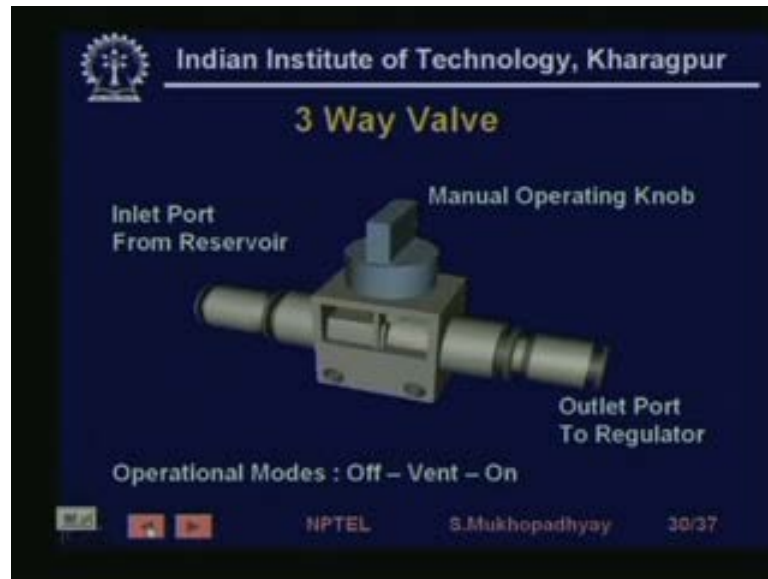 Indian Institute of Technology, Kharagpur
3 Way Valve
Manual Operating Knob
Inlet Port
From Reservoir
Outlet Port
To Regulator
Operational Modes : Off – Vent – On
NPTEL S.Mukhopadhyay 30/37